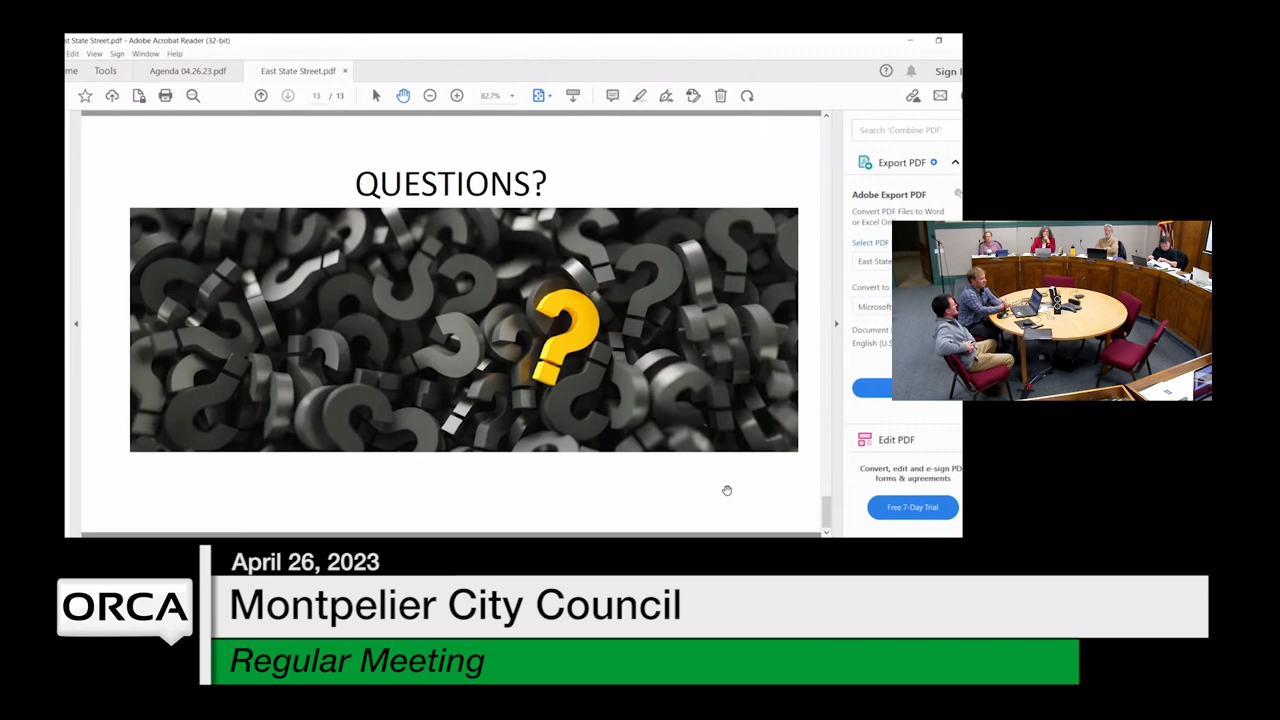 st State Street.pdf - Adobe Acrobat Reader (32-bit)
Edit View Sign Window Help
me Tools Agenda 04.26.23.pdf East State Street.pdf × Sign I
13 / 13 82.7%
Search 'Combine PDF'
QUESTIONS?
Export PDF
Adobe Export PDF
Convert PDF Files to Word
or Excel On
Select PDF
East State
Convert to
Microsof
Document
English (U.S
Edit PDF
Convert, edit and e-sign PD
forms & agreements
Free 7-Day Trial
April 26, 2023
ORCA
Montpelier City Council
Regular Meeting